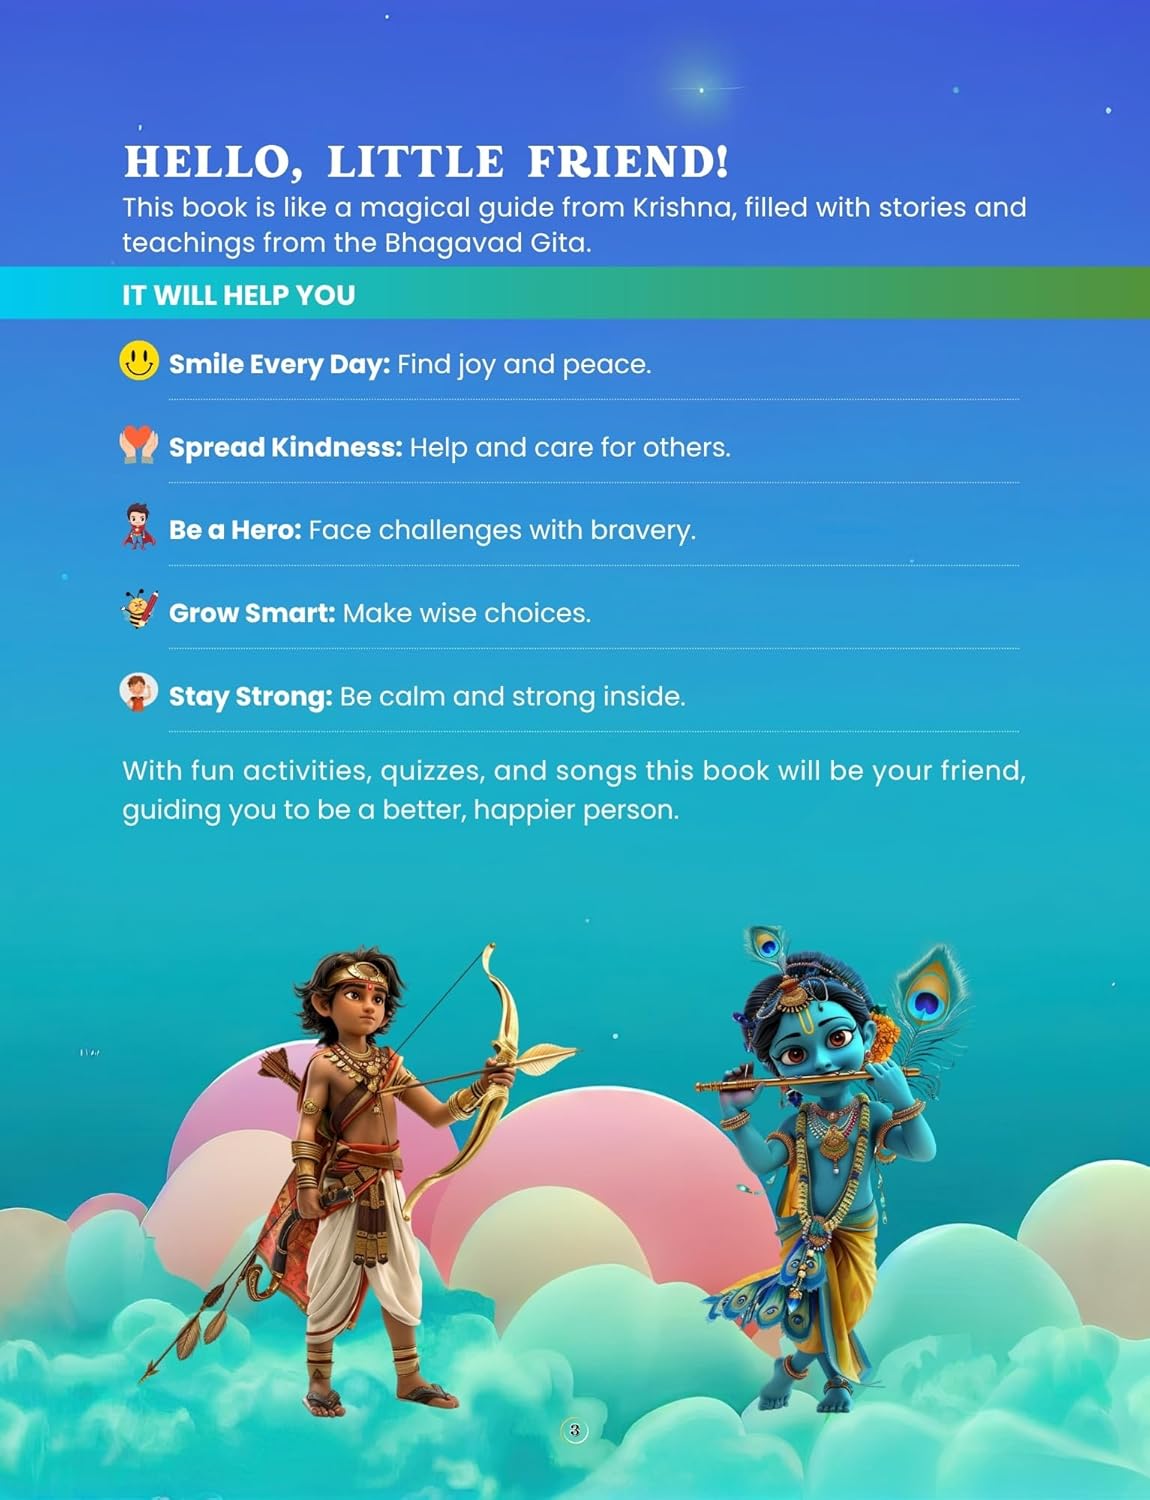 HELLO, LITTLE FRIEND!
This book is like a magical guide from Krishna, filled with stories and
teachings from the Bhagavad Gita.
IT WILL HELP YOU
Smile Every Day: Find joy and peace.
Spread Kindness: Help and care for others.
Be a Hero: Face challenges with bravery.
Grow Smart: Make wise choices.
Stay Strong: Be calm and strong inside.
With fun activities, quizzes, and songs this book will be your friend,
guiding you to be a better, happier person.
3